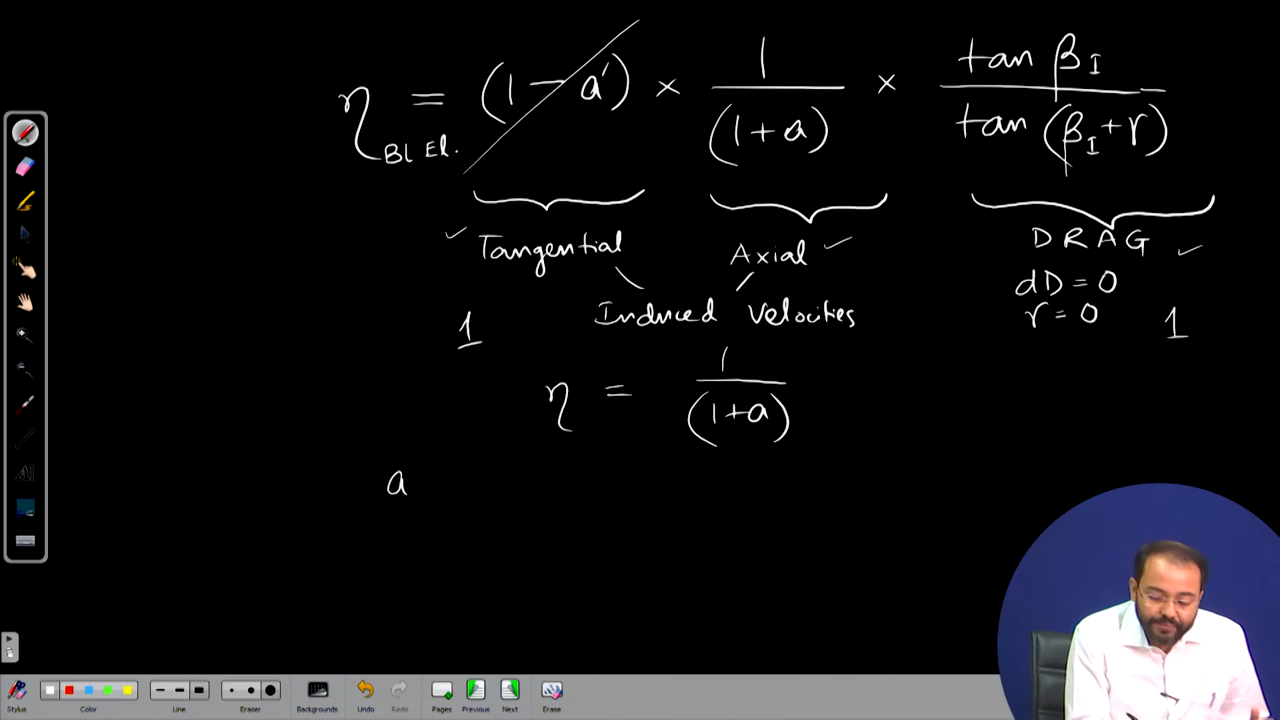 η_Bl El. = (1 - a') × 1/(1+a) × tan β_I / tan (β_I+γ)
Tangential
Axial
DRAG
Induced Velocities
dD = 0
γ = 0
1
1
η = 1/(1+a)
a
Stylus
Color
Line
Eraser
Backgrounds
Undo
Redo
Pages
Previous
Next
Erase